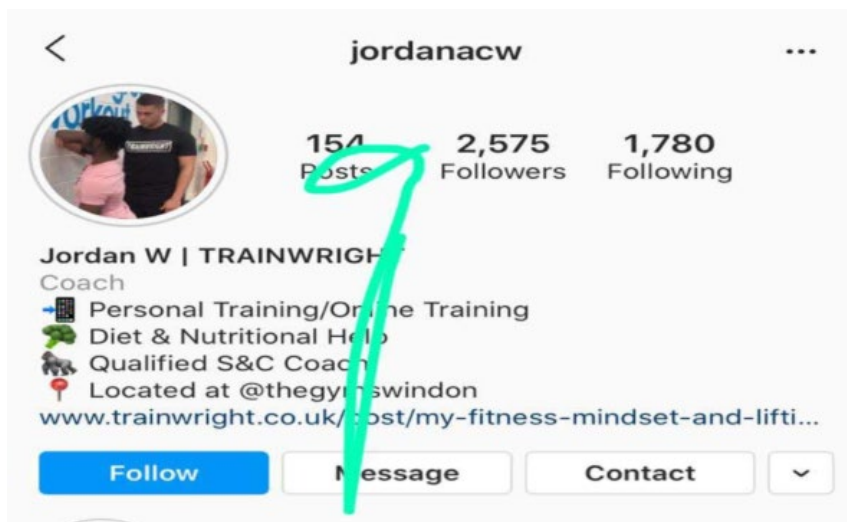 jordanacw
154 2,575 1,780
Posts Followers Following
Jordan W | TRAINWRIGHT
Coach
Personal Training/Online Training
Diet & Nutritional Help
Qualified S&C Coach
Located at @thegymswindon
www.trainwright.co.uk/post/my-fitness-mindset-and-lifti...
Follow Message Contact